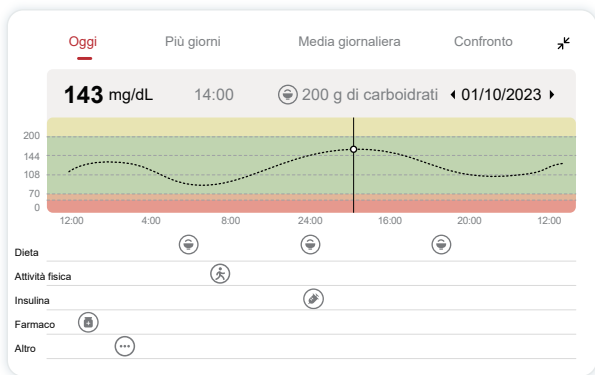 Oggi Più giorni Media giornaliera Confronto
143 mg/dL 14:00 200 g di carboidrati 01/10/2023
200
144
108
70
0
12:00 4:00 8:00 24:00 16:00 20:00 12:00
Dieta
Attività fisica
Insulina
Farmaco
Altro